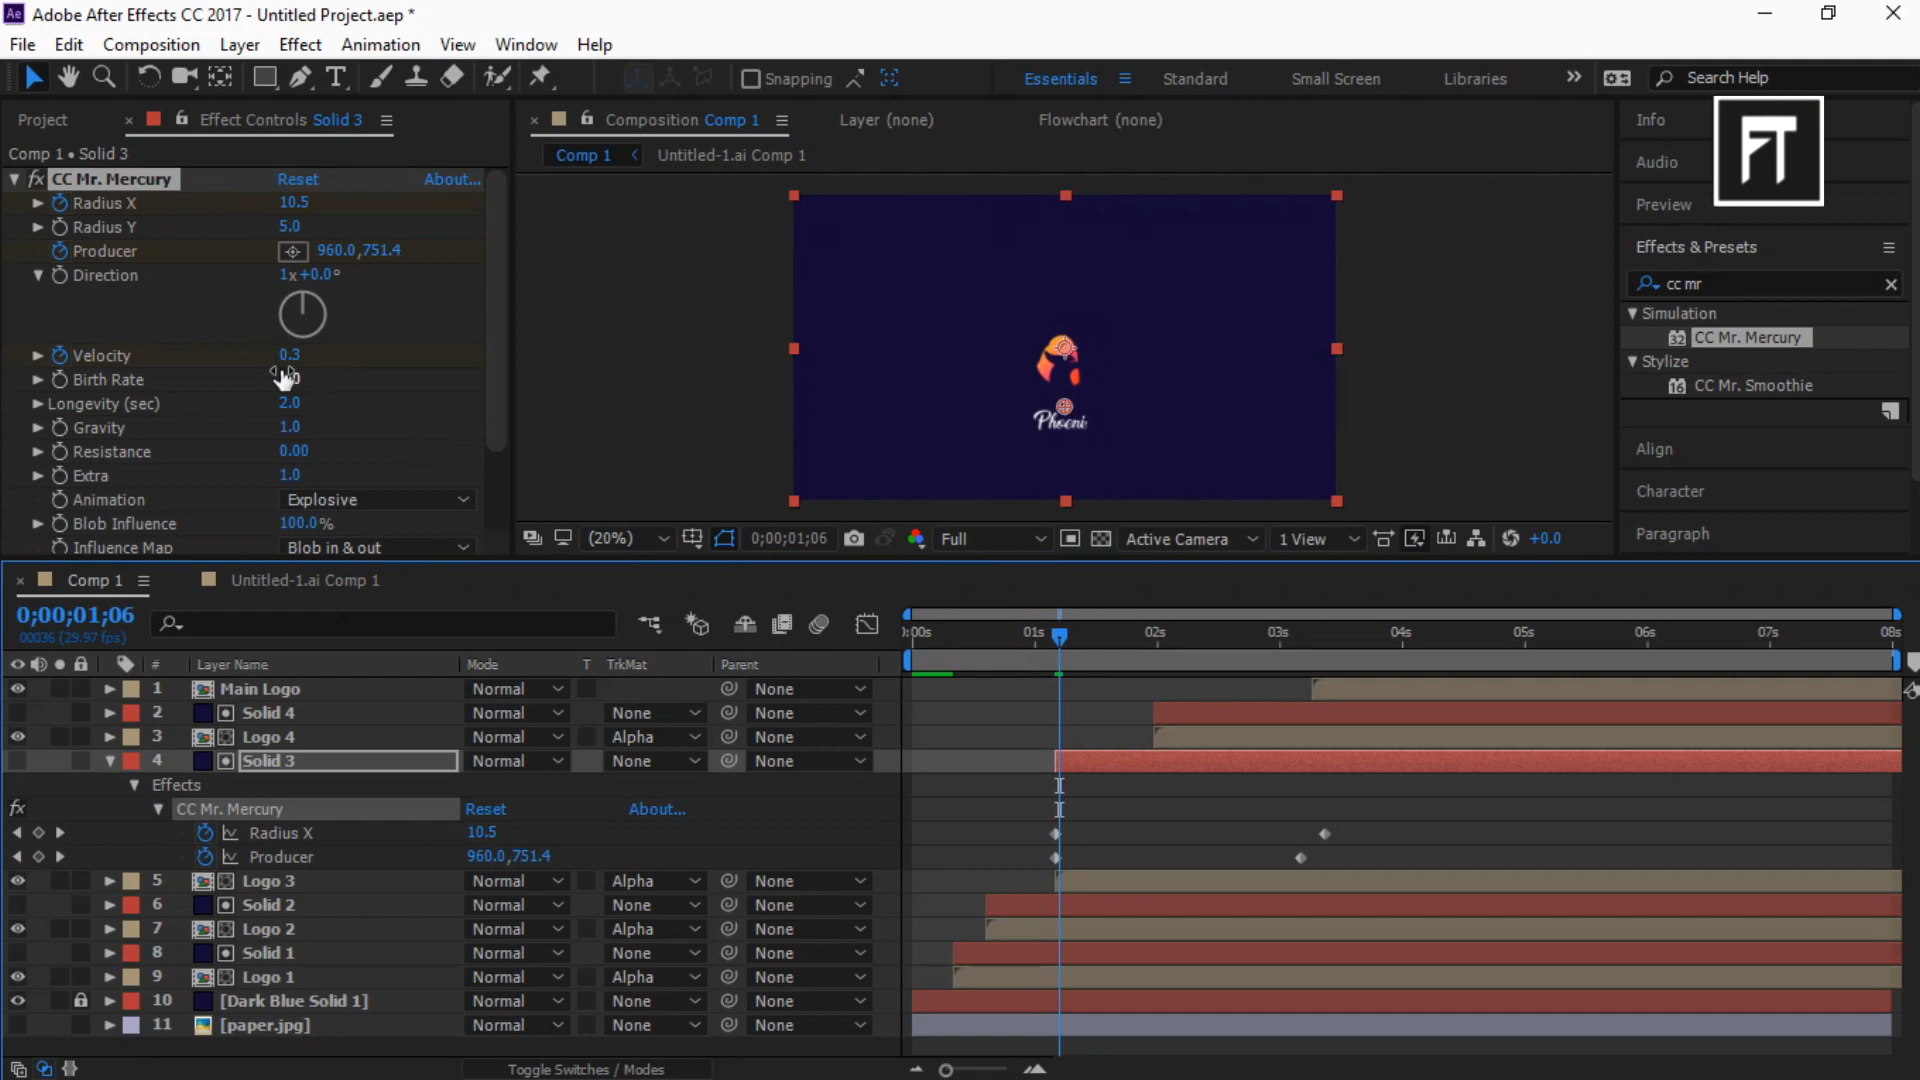 Ae Adobe After Effects CC 2017 - Untitled Project.aep *
File Edit Composition Layer Effect Animation View Window Help
Snapping Essentials Standard Small Screen Libraries Search Help
Project Effect Controls Solid 3 Composition Comp 1 Layer (none) Flowchart (none) Info
FT
Comp 1 • Solid 3 Comp 1 Untitled-1.ai Comp 1 Audio
fx CC Mr. Mercury Reset About...
Radius X 10.5 Preview
Radius Y 5.0
Producer 960.0,751.4 Effects & Presets
Direction 1x+0.0° cc mr
Simulation
32 CC Mr. Mercury
Velocity 0.3 Stylize
Birth Rate 16 CC Mr. Smoothie
Longevity (sec) 2.0
Phoeni
Gravity 1.0
Resistance 0.00 Align
Extra 1.0
Animation Explosive Character
Blob Influence 100.0%
Influence Map Blob in & out (20%) 0;00;01;06 Full Active Camera 1 View +0.0 Paragraph
Comp 1 Untitled-1.ai Comp 1
0;00;01;06
00036 (29.97 fps) :00s 01s 02s 03s 04s 05s 06s 07s 08s
# Layer Name Mode T TrkMat Parent
1 Main Logo Normal None
2 Solid 4 Normal None None
3 Logo 4 Normal Alpha None
4 Solid 3 Normal None None
Effects
fx CC Mr. Mercury Reset About...
Radius X 10.5
Producer 960.0,751.4
5 Logo 3 Normal Alpha None
6 Solid 2 Normal None None
7 Logo 2 Normal Alpha None
8 Solid 1 Normal None None
9 Logo 1 Normal Alpha None
10 [Dark Blue Solid 1] Normal None None
11 [paper.jpg] Normal None None
Toggle Switches / Modes